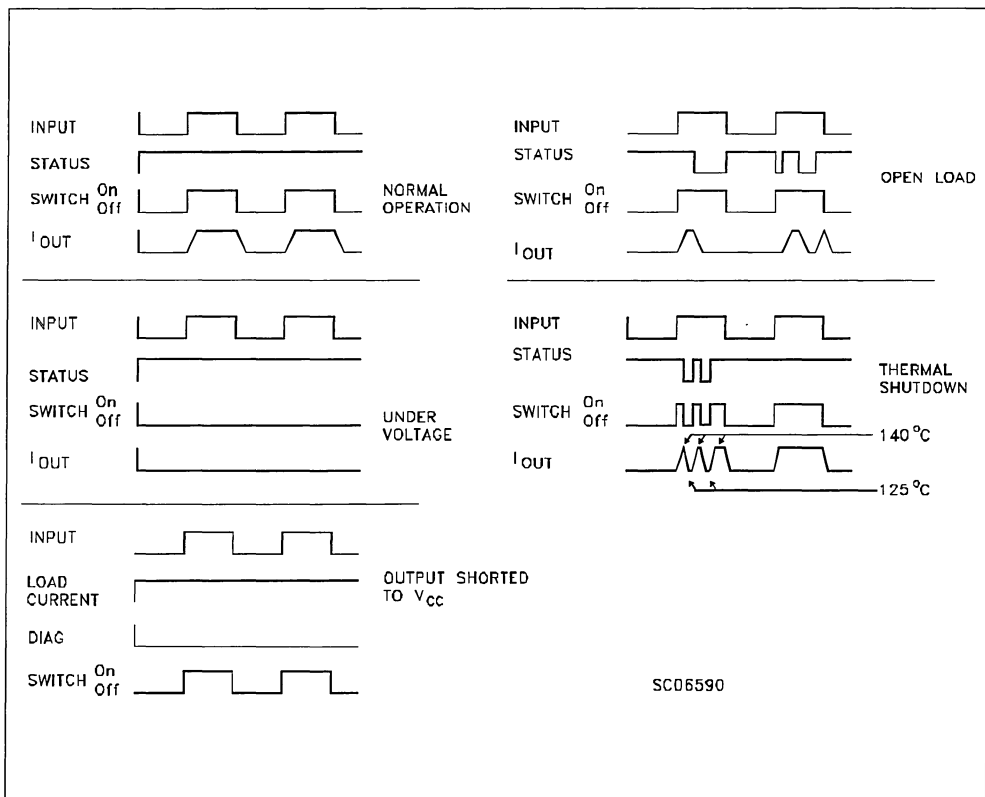 INPUT
STATUS
SWITCH On
Off
NORMAL
OPERATION
I OUT
INPUT
STATUS
SWITCH On
Off
OPEN LOAD
I OUT
INPUT
STATUS
SWITCH On
Off
UNDER
VOLTAGE
I OUT
INPUT
STATUS
SWITCH On
Off
THERMAL
SHUTDOWN
140 °C
I OUT
125 °C
INPUT
LOAD
CURRENT
OUTPUT SHORTED
TO VCC
DIAG
SWITCH On
Off
SC06590